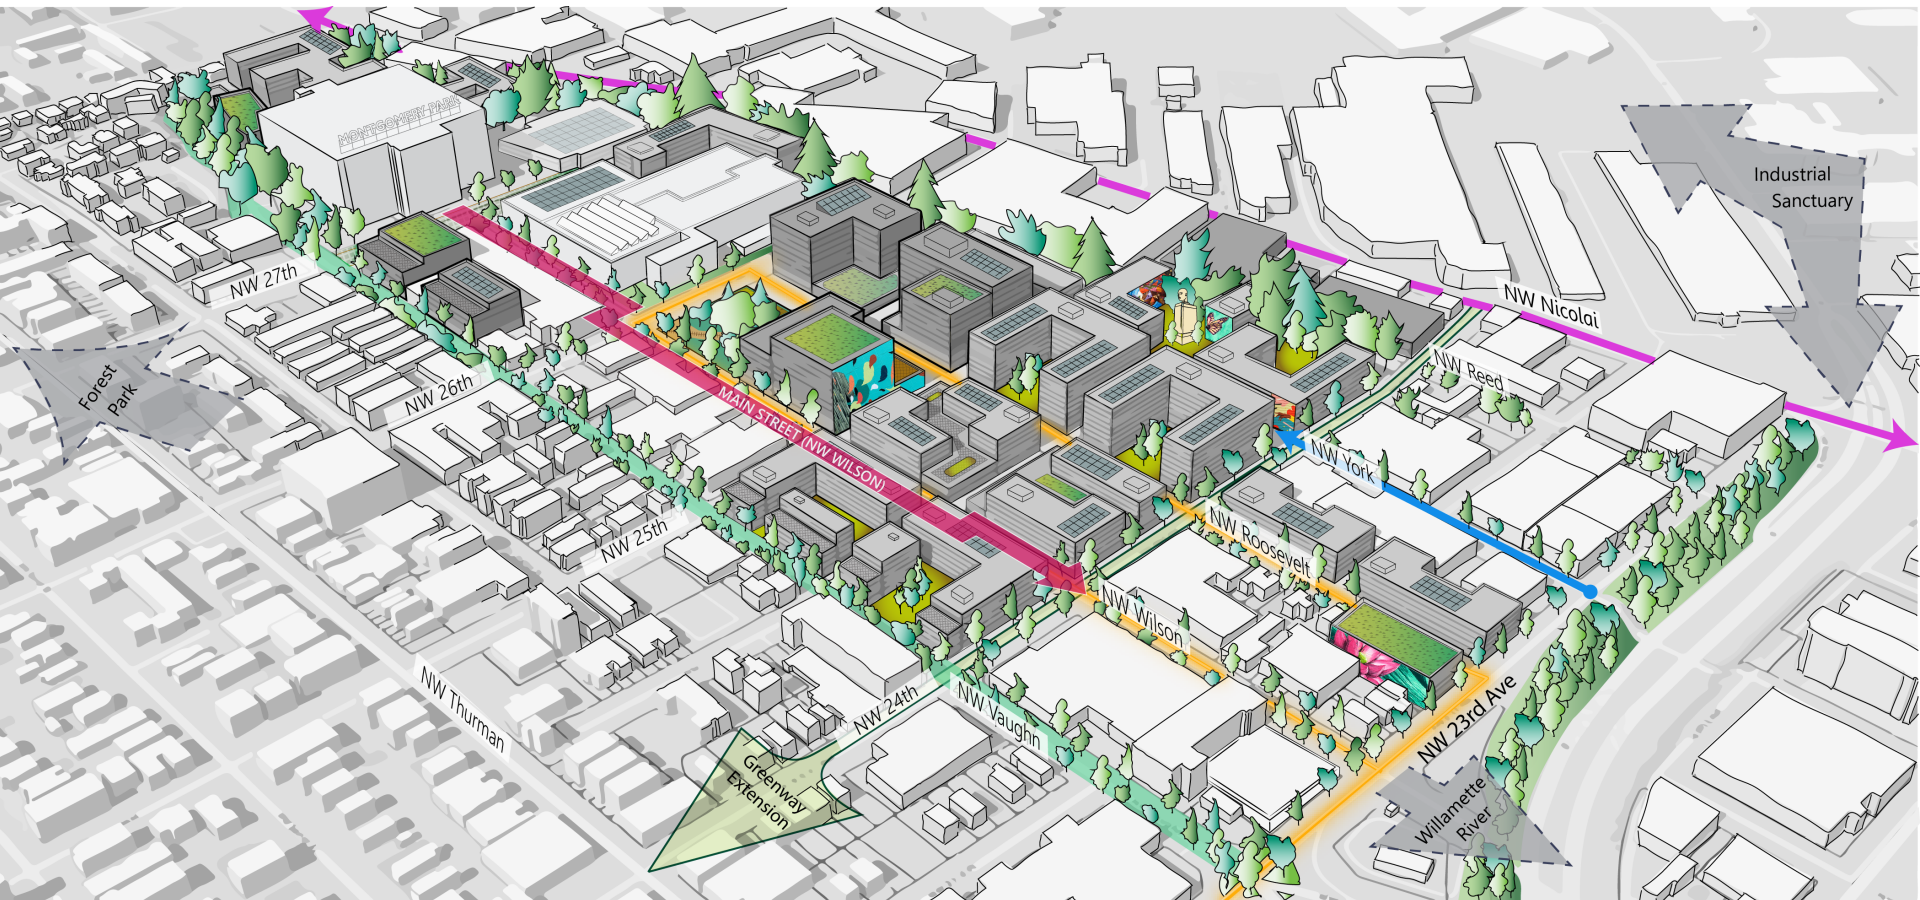 MONTGOMERY PARK
Industrial
Sanctuary
NW 27th
NW Nicolai
NW Reed
Forest
Park
NW 26th
MAIN STREET (NW WILSON)
NW York
NW 25th
NW Roosevelt
NW Wilson
NW Thurman
NW 24th
NW Vaughn
NW 23rd Ave
Greenway
Extension
Willamette
River